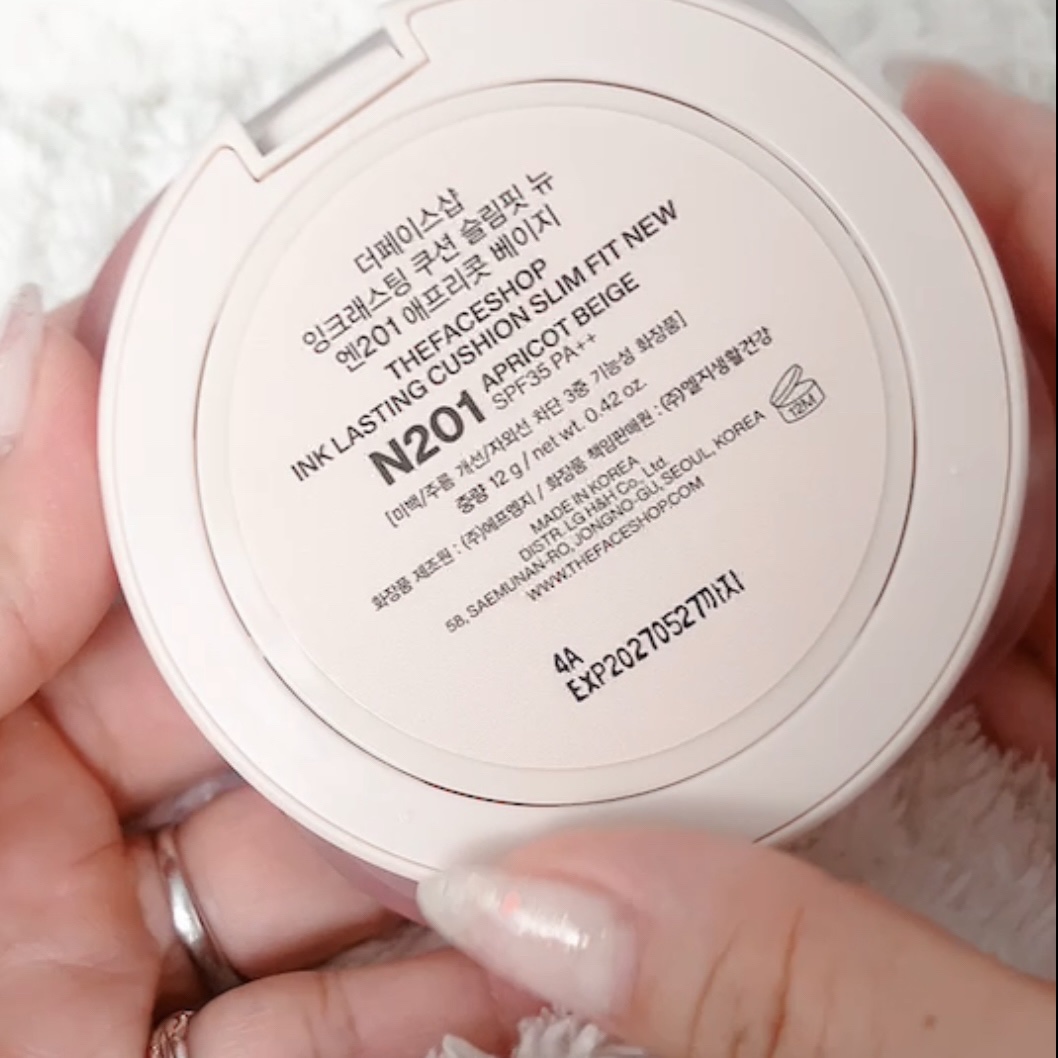 더페이스샵
잉크래스팅 쿠션 슬림핏 뉴
엔201 애프리콧 베이지
THEFACESHOP
INK LASTING CUSHION SLIM FIT NEW
N201 APRICOT BEIGE
SPF35 PA++
[미백/주름 개선/자외선 차단 3중 기능성 화장품]
중량 12 g / net wt. 0.42 oz.
화장품 제조원 : (주)에프엠지 / 화장품 책임판매원 : (주)엘지생활건강
MADE IN KOREA
DISTR. LG H&H Co., Ltd.
58, SAEMUNAN-RO, JONGNO-GU, SEOUL, KOREA
WWW.THEFACESHOP.COM
12M
4A
EXP20270527까지